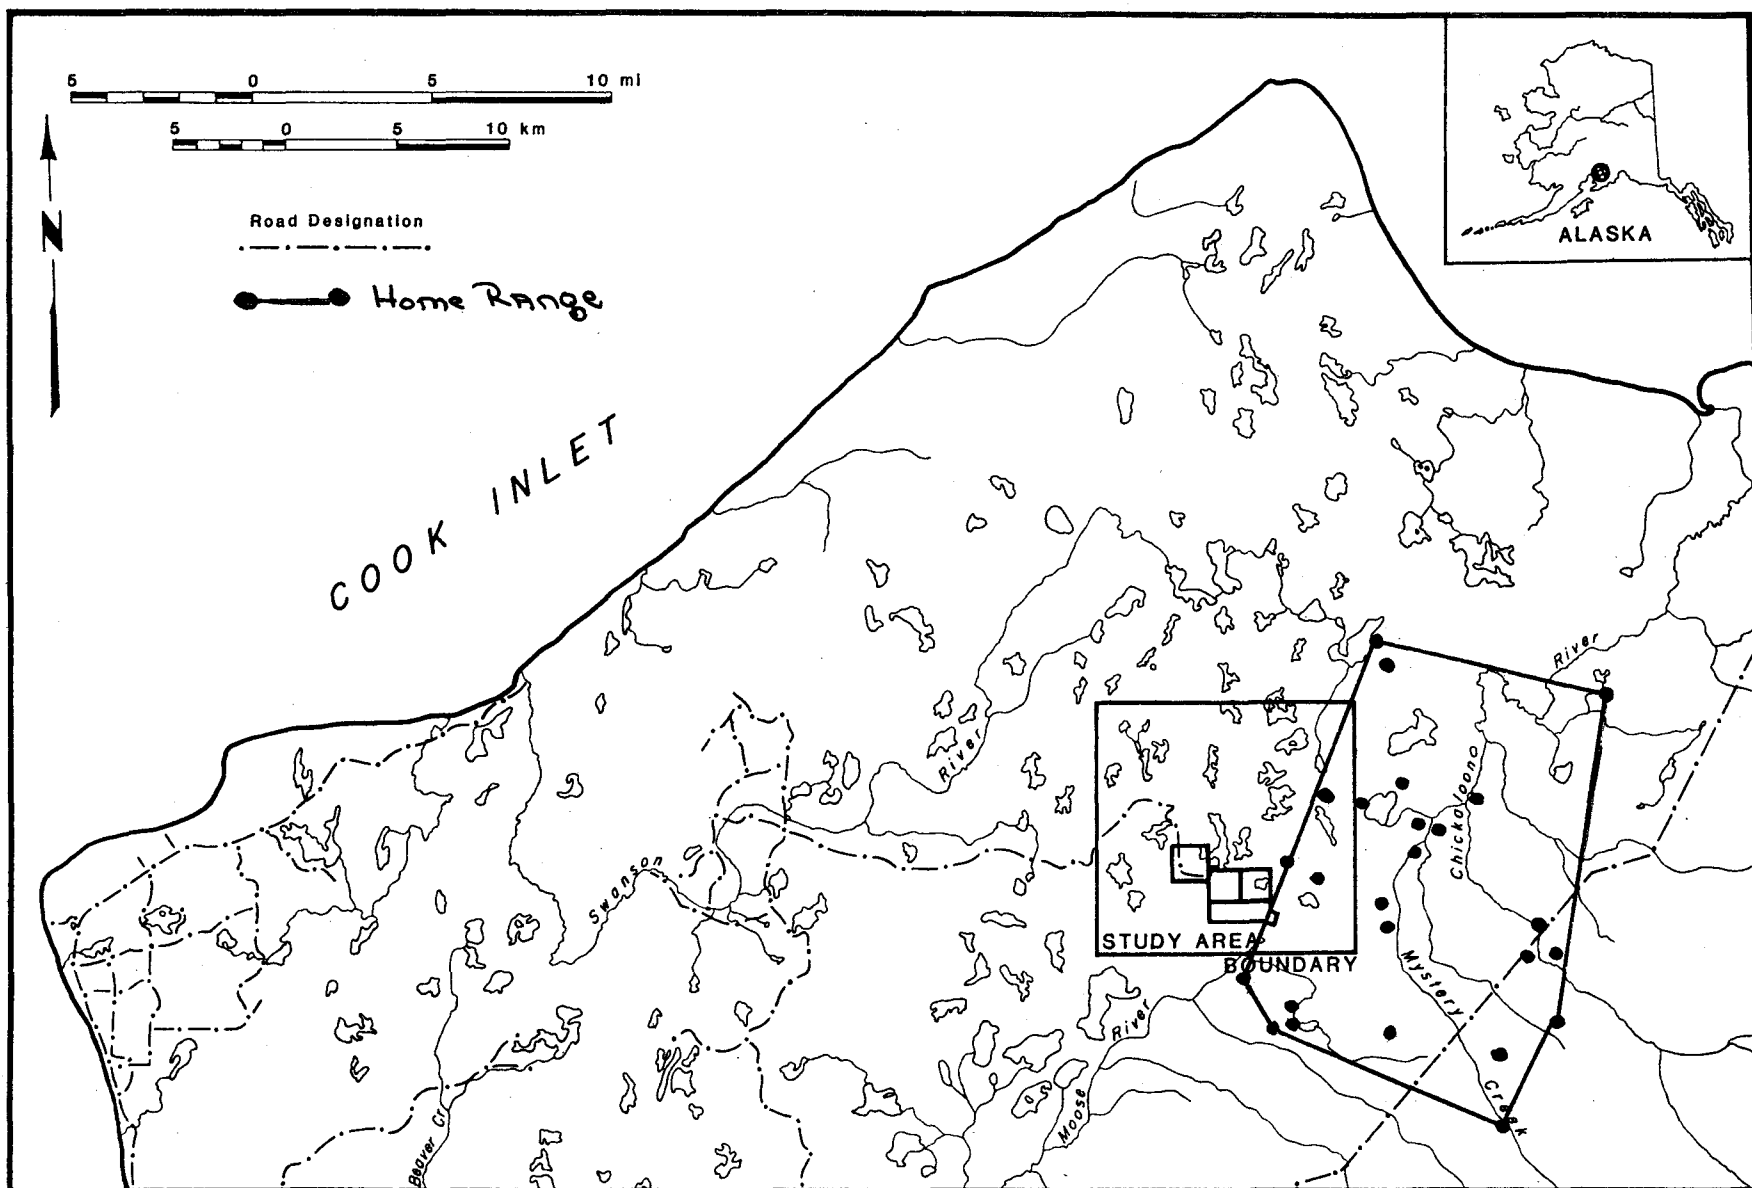 5 0 5 10 mi
5 0 5 10 km
N
Road Designation
Home Range
ALASKA
COOK INLET
River
River
Chickaloono
Swanson
STUDY AREA
BOUNDARY
Mystery
Creek
River
Moose
Beaver Cr